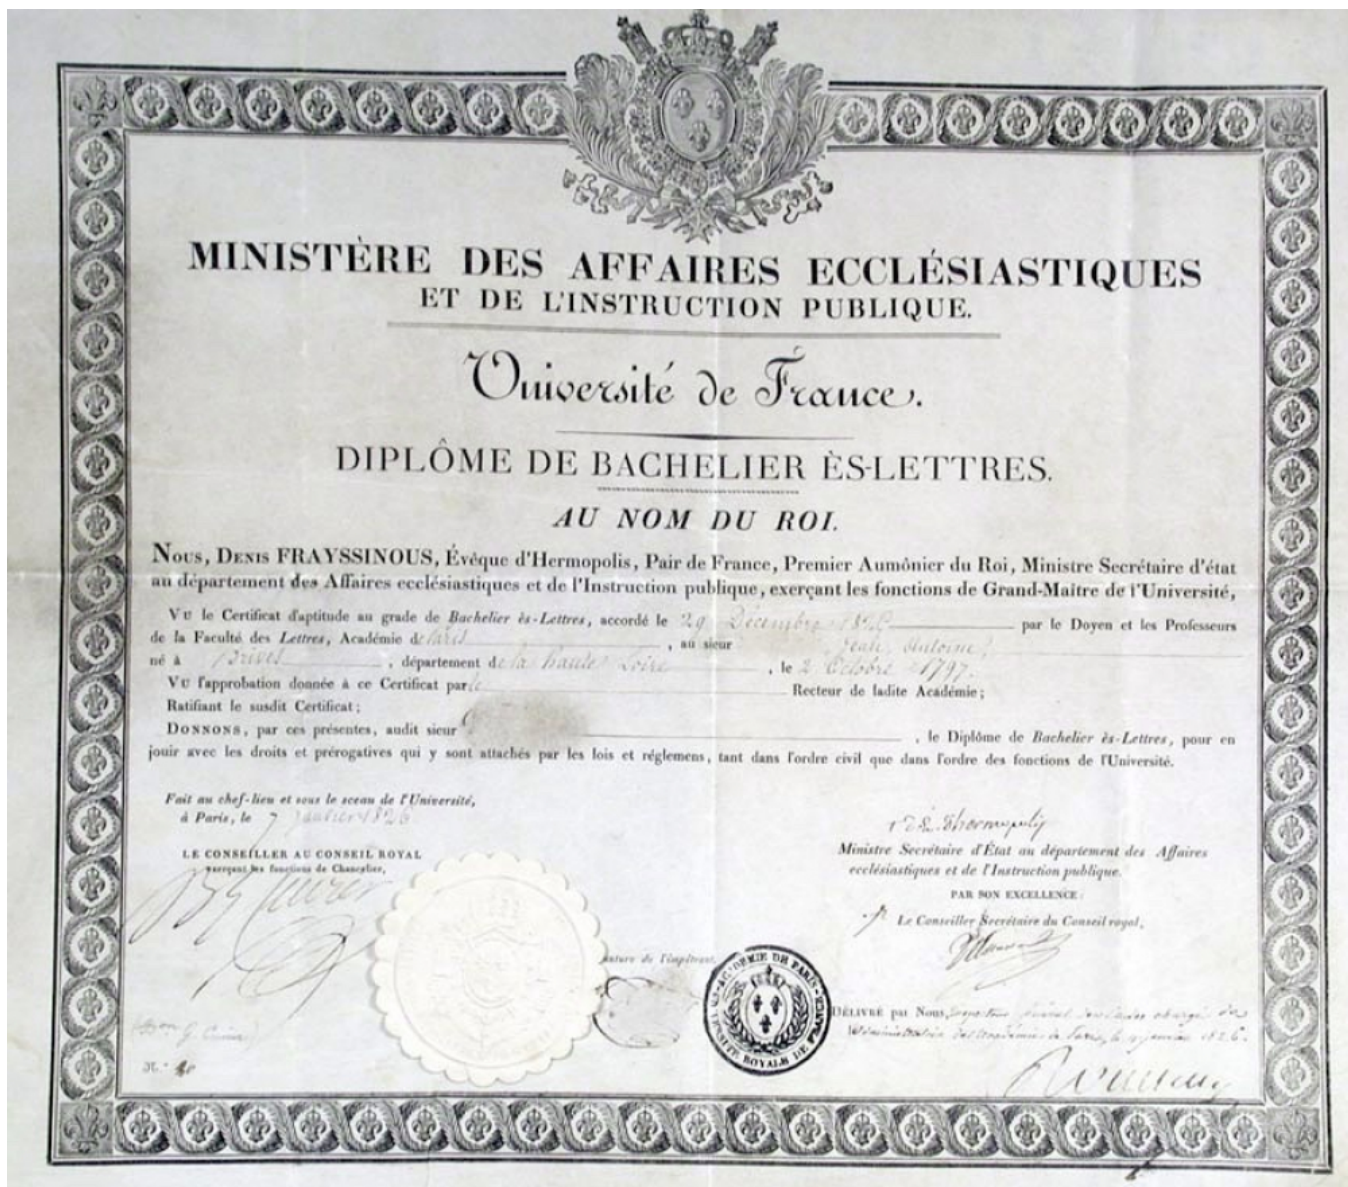 MINISTÈRE DES AFFAIRES ECCLÉSIASTIQUES
ET DE L'INSTRUCTION PUBLIQUE.
Université de France.
DIPLÔME DE BACHELIER ÈS-LETTRES.
AU NOM DU ROI.
NOUS, DENIS FRAYSSINOUS, Évêque d'Hermopolis, Pair de France, Premier Aumônier du Roi, Ministre Secrétaire d'état
au département des Affaires ecclésiastiques et de l'Instruction publique, exerçant les fonctions de Grand-Maître de l'Université,
VU le Certificat d'aptitude au grade de Bachelier ès-Lettres, accordé le 29 Décembre par le Doyen et les Professeurs
de la Faculté des Lettres, Académie de Paris, au sieur Jean Antoine
né à Brives, département de la haute Loire, le 2 Octobre 1797.
VU l'approbation donnée à ce Certificat par le Recteur de ladite Académie;
Ratifiant le susdit Certificat;
DONNONS, par ces présentes, audit sieur , le Diplôme de Bachelier ès-Lettres, pour en
jouir avec les droits et prérogatives qui y sont attachés par les lois et réglemens, tant dans l'ordre civil que dans l'ordre des fonctions de l'Université.
Fait au chef-lieu et sous le sceau de l'Université,
à Paris, le 7 Janvier 1826
LE CONSEILLER AU CONSEIL ROYAL
exerçant les fonctions de Chancelier,
Ministre Secrétaire d'État au département des Affaires
ecclésiastiques et de l'Instruction publique.
PAR SON EXCELLENCE:
Le Conseiller Secrétaire du Conseil royal,
de l'impétrant
ACADÉMIE DE PARIS
UNIVERSITÉ ROYALE DE FRANCE
DÉLIVRÉ par Nous
janvier 1826.
N.°